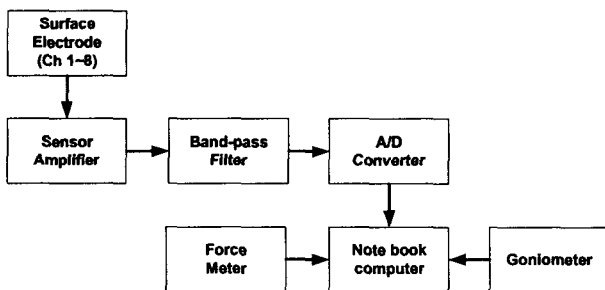 Surface
Electrode
(Ch 1~8)
Sensor
Amplifier
Band-pass
Filter
A/D
Converter
Force
Meter
Note book
computer
Goniometer